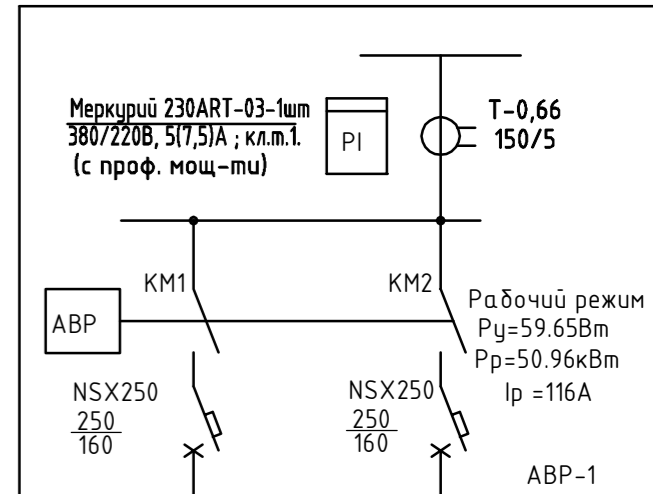 Меркурий 230ART-03-1шт
380/220В, 5(7,5)А ; кл.т.1.
(с проф. мощ-ти)
PI
Т-0,66
150/5
КМ1
КМ2
АВР
Рабочий режим
Ру=59.65Вт
Рр=50.96кВт
Iр =116А
NSX250
250
160
NSX250
250
160
АВР-1